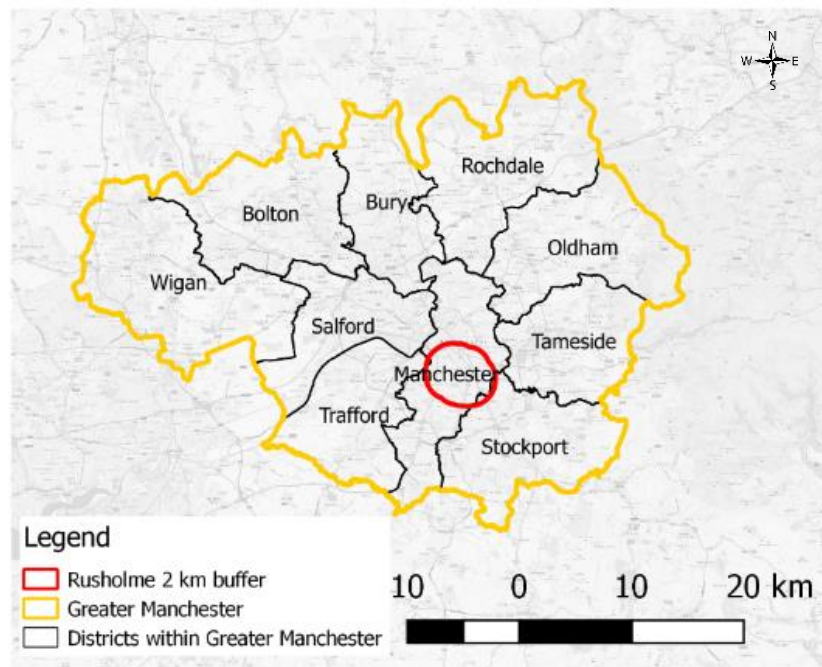 N
W E
S
Rochdale
Bury
Bolton
Oldham
Wigan
Salford
Tameside
Manchester
Trafford
Stockport
Legend
Rusholme 2 km buffer
Greater Manchester
Districts within Greater Manchester
10 0 10 20 km